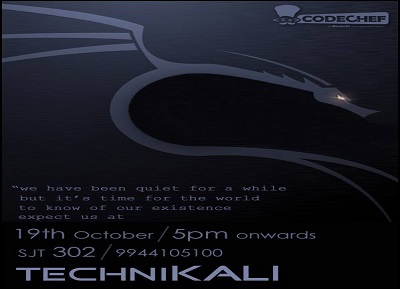 CODECHEF
"we have been quiet for a while
but it's time for the world
to know of our existence
expect us at
19th October / 5pm onwards
SJT 302 / 9944105100
TECHNIKALI